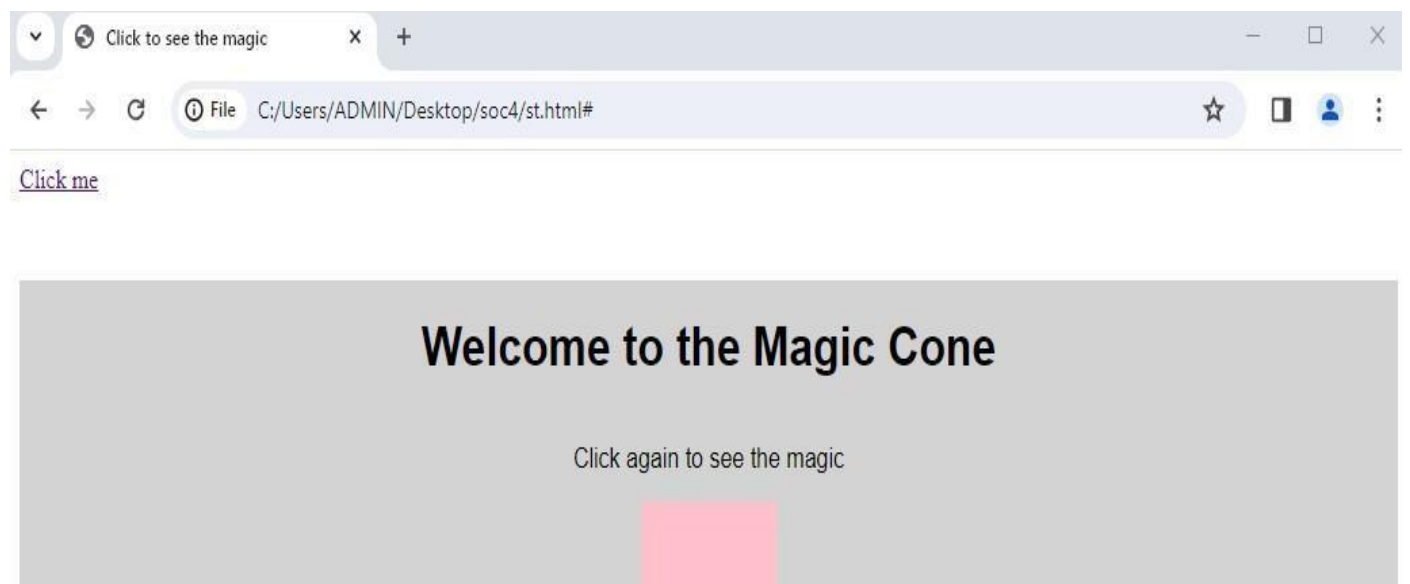 Click to see the magic
File C:/Users/ADMIN/Desktop/soc4/st.html#
Click me
Welcome to the Magic Cone
Click again to see the magic